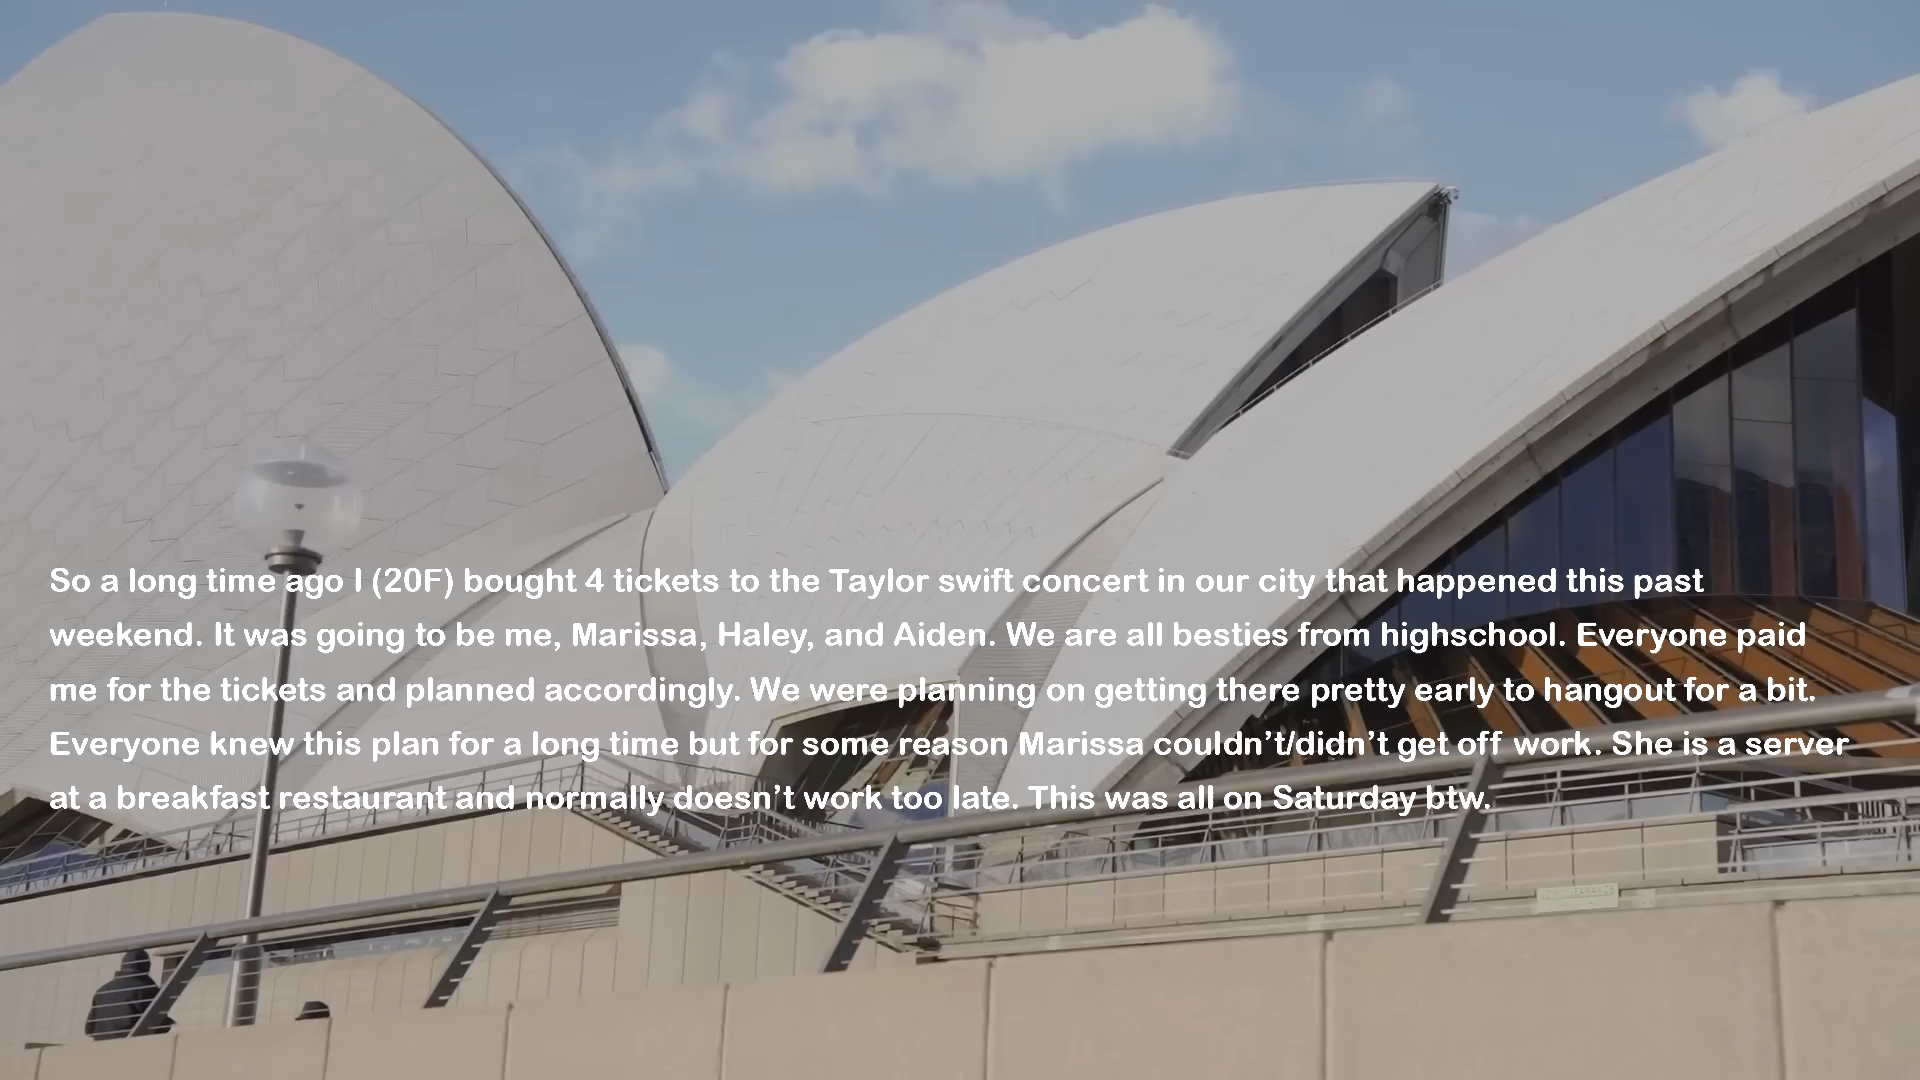 So a long time ago I (20F) bought 4 tickets to the Taylor swift concert in our city that happened this past
weekend. It was going to be me, Marissa, Haley, and Aiden. We are all besties from highschool. Everyone paid
me for the tickets and planned accordingly. We were planning on getting there pretty early to hangout for a bit.
Everyone knew this plan for a long time but for some reason Marissa couldn’t/didn’t get off work. She is a server
at a breakfast restaurant and normally doesn’t work too late. This was all on Saturday btw.